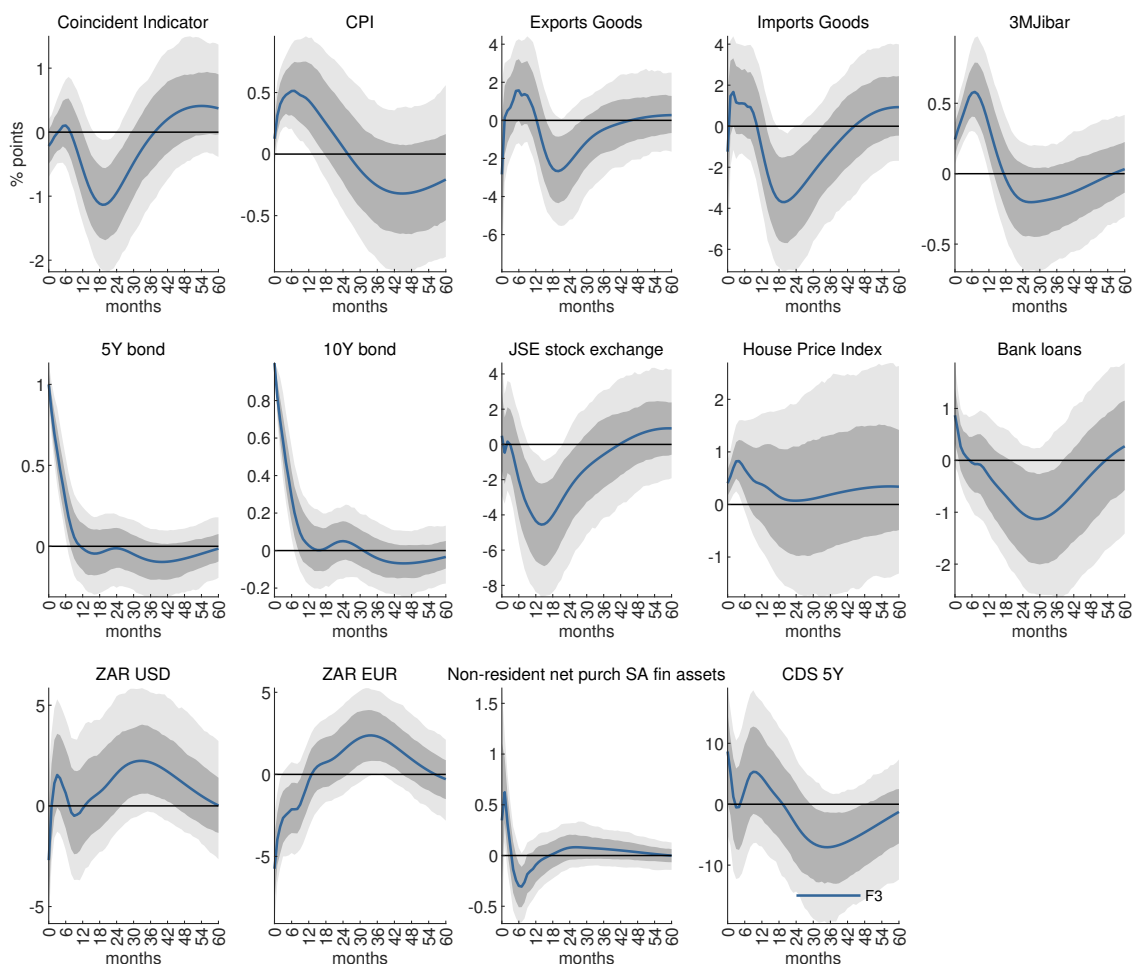 Coincident Indicator
CPI
Exports Goods
Imports Goods
3MJibar
% points
1
0
-1
-2
0.5
0
-0.5
4
2
0
-2
-4
-6
4
2
0
-2
-4
-6
0.5
0
-0.5
0 6 12 18 24 30 36 42 48 54 60
0 6 12 18 24 30 36 42 48 54 60
0 6 12 18 24 30 36 42 48 54 60
0 6 12 18 24 30 36 42 48 54 60
0 6 12 18 24 30 36 42 48 54 60
months
months
months
months
months
5Y bond
10Y bond
JSE stock exchange
House Price Index
Bank loans
1
0.5
0
0.8
0.6
0.4
0.2
0
-0.2
4
2
0
-2
-4
-6
-8
2
1
0
-1
1
0
-1
-2
0 6 12 18 24 30 36 42 48 54 60
0 6 12 18 24 30 36 42 48 54 60
0 6 12 18 24 30 36 42 48 54 60
0 6 12 18 24 30 36 42 48 54 60
0 6 12 18 24 30 36 42 48 54 60
months
months
months
months
months
ZAR USD
ZAR EUR
Non-resident net purch SA fin assets
CDS 5Y
5
0
-5
5
0
-5
1.5
1
0.5
0
-0.5
10
0
-10
F3
0 6 12 18 24 30 36 42 48 54 60
0 6 12 18 24 30 36 42 48 54 60
0 6 12 18 24 30 36 42 48 54 60
0 6 12 18 24 30 36 42 48 54 60
months
months
months
months